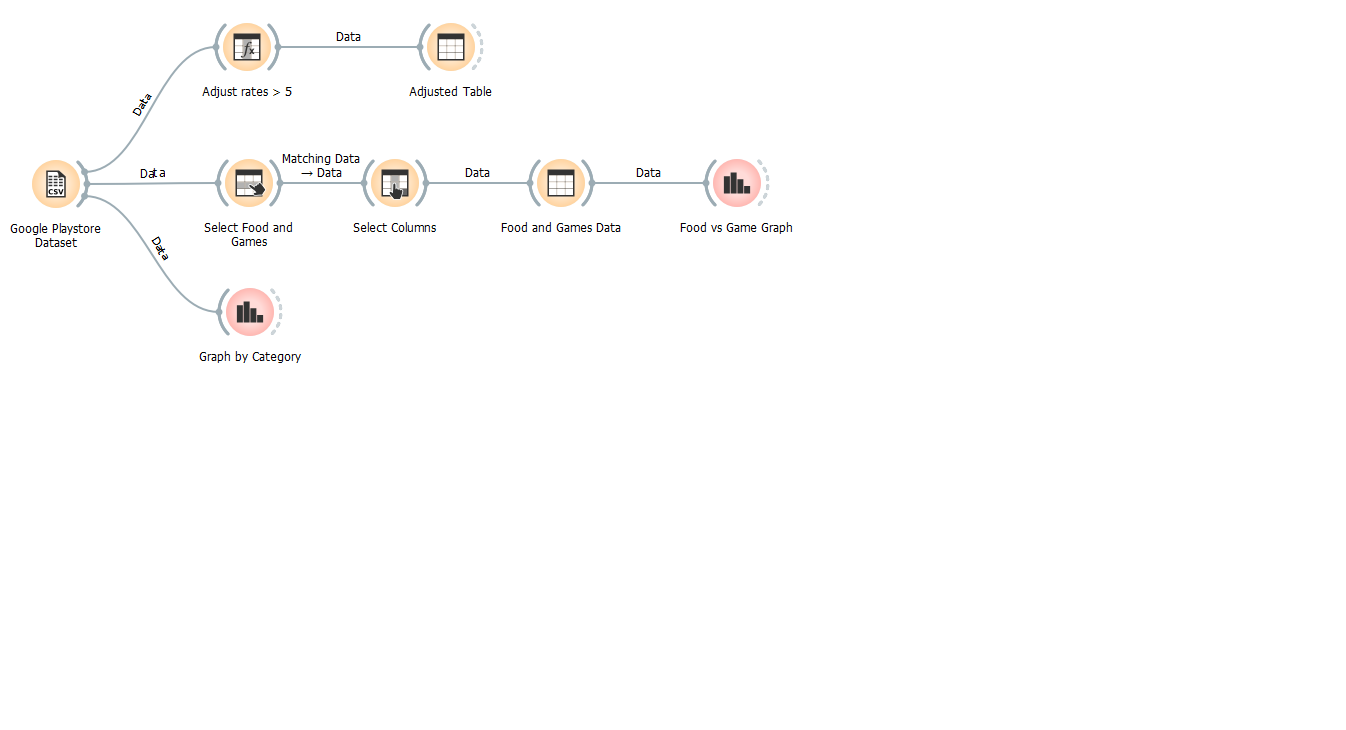 Data
Adjust rates > 5
Adjusted Table
Data
Data
Matching Data
→ Data
Data
Data
CSV
Google Playstore
Dataset
Select Food and
Games
Select Columns
Food and Games Data
Food vs Game Graph
Data
Graph by Category
fx